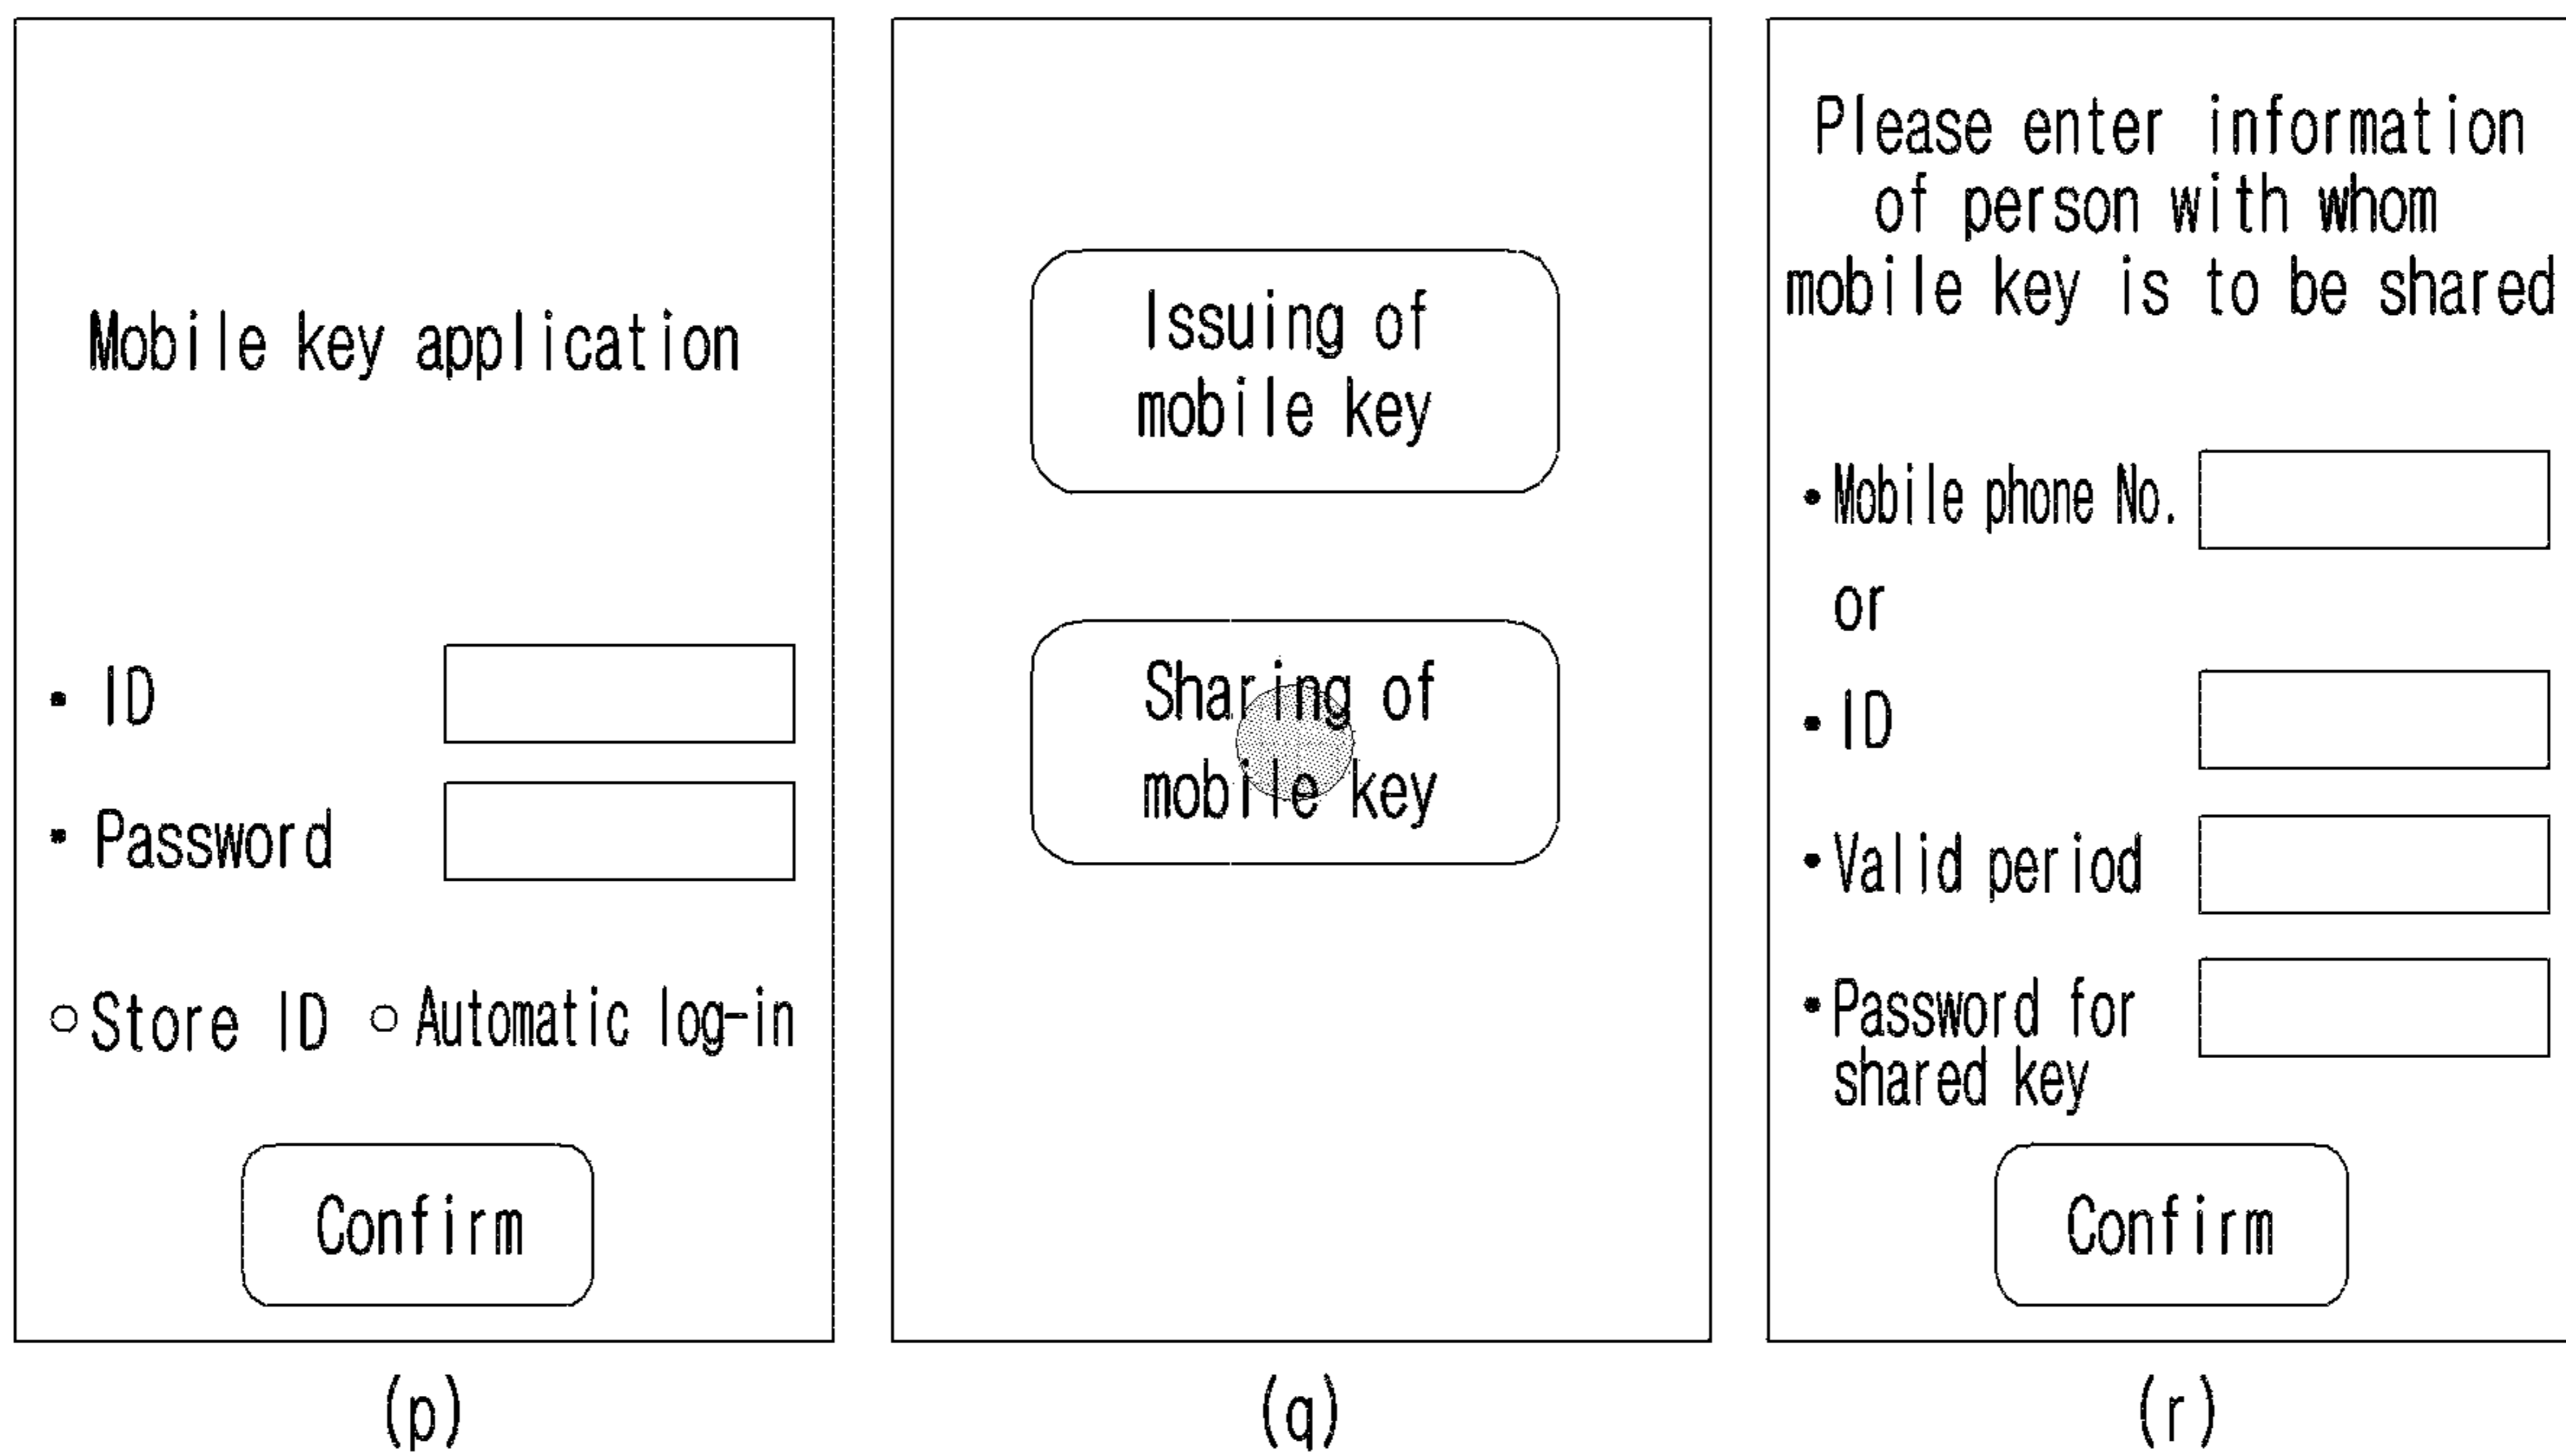 Mobile key application
• ID
• Password
○ Store ID ○ Automatic log-in
Confirm
(p)
Issuing of
mobile key
Sharing of
mobile key
(q)
Please enter information
of person with whom
mobile key is to be shared
• Mobile phone No.
or
• ID
• Valid period
• Password for
shared key
Confirm
(r)